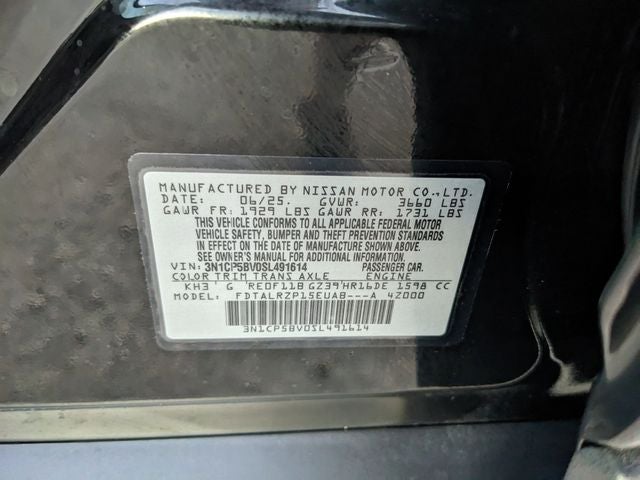 MANUFACTURED BY NISSAN MOTOR CO.,LTD.
DATE: 06/25. GVWR: 3660 LBS
GAWR FR: 1929 LBS GAWR RR: 1731 LBS
THIS VEHICLE CONFORMS TO ALL APPLICABLE FEDERAL MOTOR
VEHICLE SAFETY, BUMPER AND THEFT PREVENTION STANDARDS
IN EFFECT ON THE DATE OF MANUFACTURE SHOWN ABOVE.
SEE OWNER'S MANUAL FOR ADDITIONAL INFORMATION.
VIN: 3N1CP5BV0SL491614 PASSENGER CAR.
COLOR TRIM TRANS AXLE ENGINE
KH3 G RE0F11B GZ39 HR16DE 1598 CC
MODEL: FDTALRZP15EUAB---A 4Z000
3N1CP5BV0SL491614